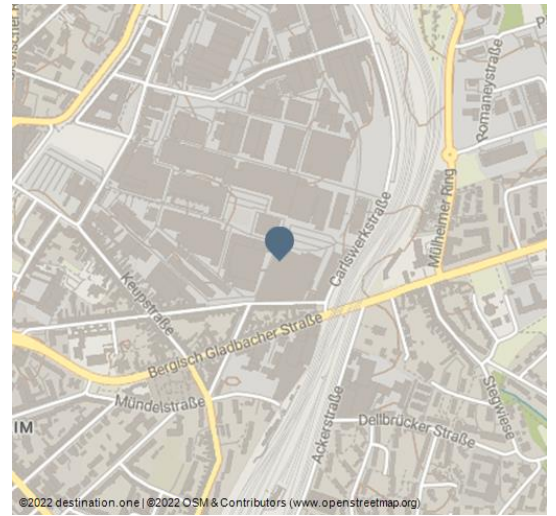 Romaneystraße
Mülheimer Ring
Carlswerkstraße
Keupstraße
Bergisch Gladbacher Straße
Mündelstraße
IM
Ackerstraße
Dellbrücker Straße
Stegwiese
©2022 destination.one | ©2022 OSM & Contributors (www.openstreetmap.org)